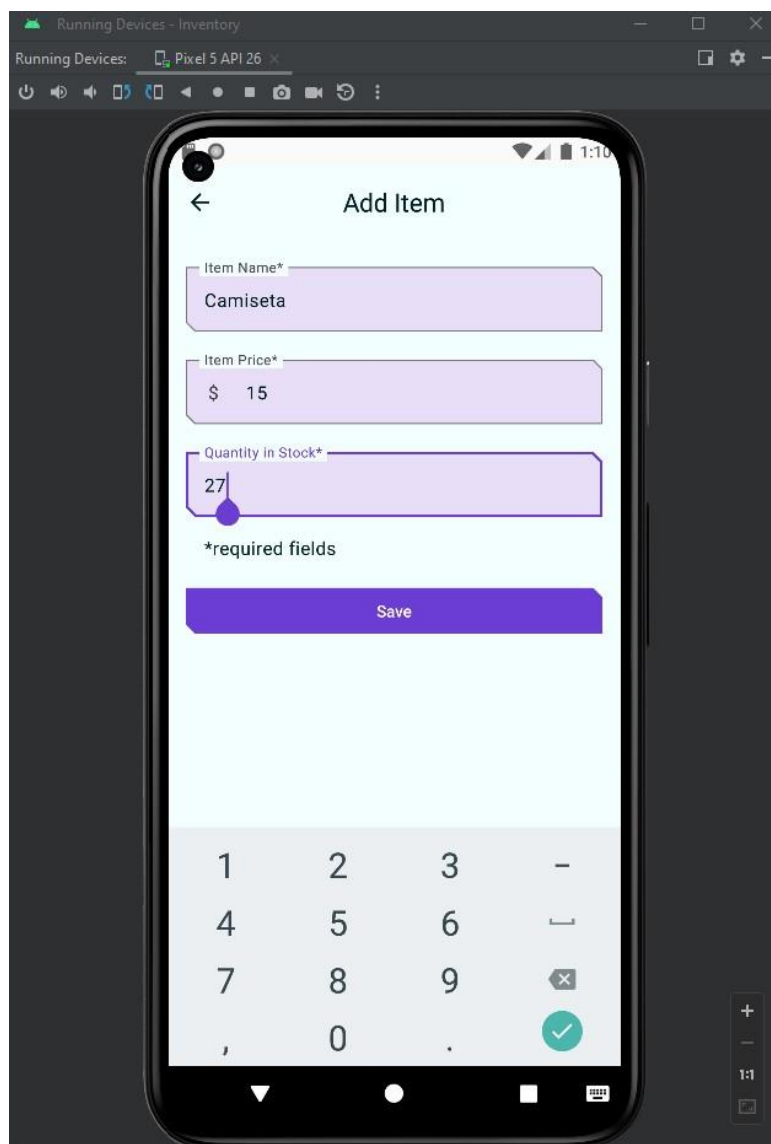 Running Devices - Inventory
Running Devices: Pixel 5 API 26
1:10
Add Item
Item Name*
Camiseta
Item Price*
$ 15
Quantity in Stock*
27
*required fields
Save
1 2 3 -
4 5 6
7 8 9
, 0 .
1:1